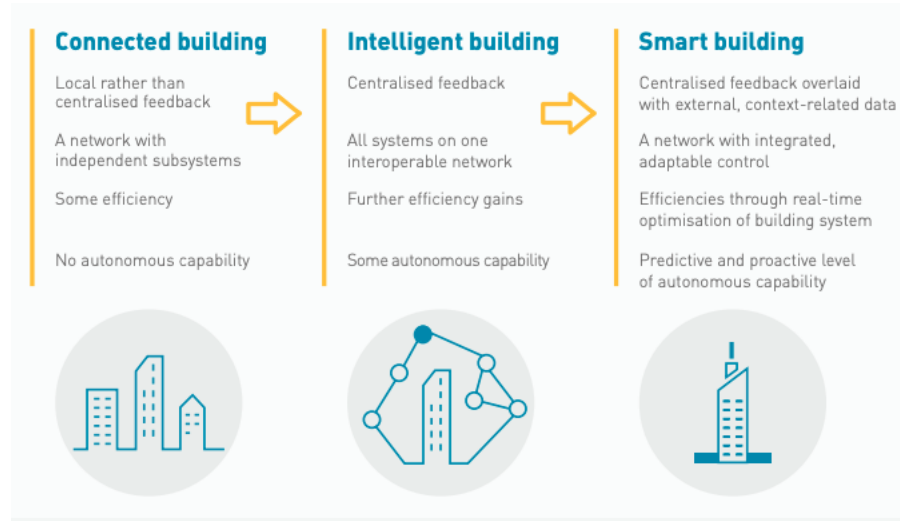 Connected building
Local rather than
centralised feedback
A network with
independent subsystems
Some efficiency
No autonomous capability
Intelligent building
Centralised feedback
All systems on one
interoperable network
Further efficiency gains
Some autonomous capability
Smart building
Centralised feedback overlaid
with external, context-related data
A network with integrated,
adaptable control
Efficiencies through real-time
optimisation of building system
Predictive and proactive level
of autonomous capability